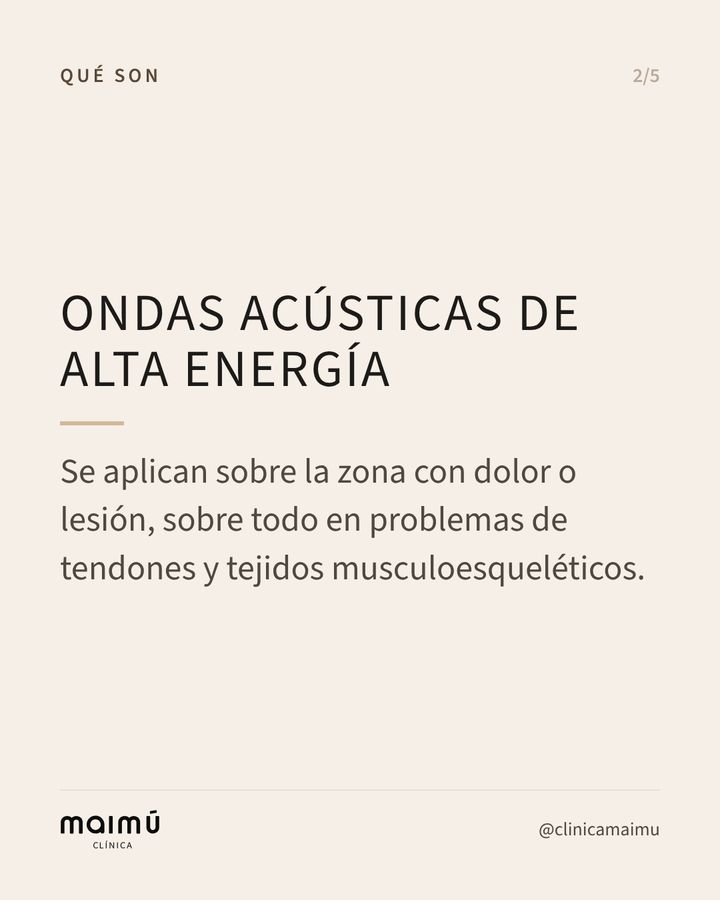 QUÉ SON
2/5
ONDAS ACÚSTICAS DE
ALTA ENERGÍA
Se aplican sobre la zona con dolor o
lesión, sobre todo en problemas de
tendones y tejidos musculoesqueléticos.
maimú
CLÍNICA
@clinicamaimu